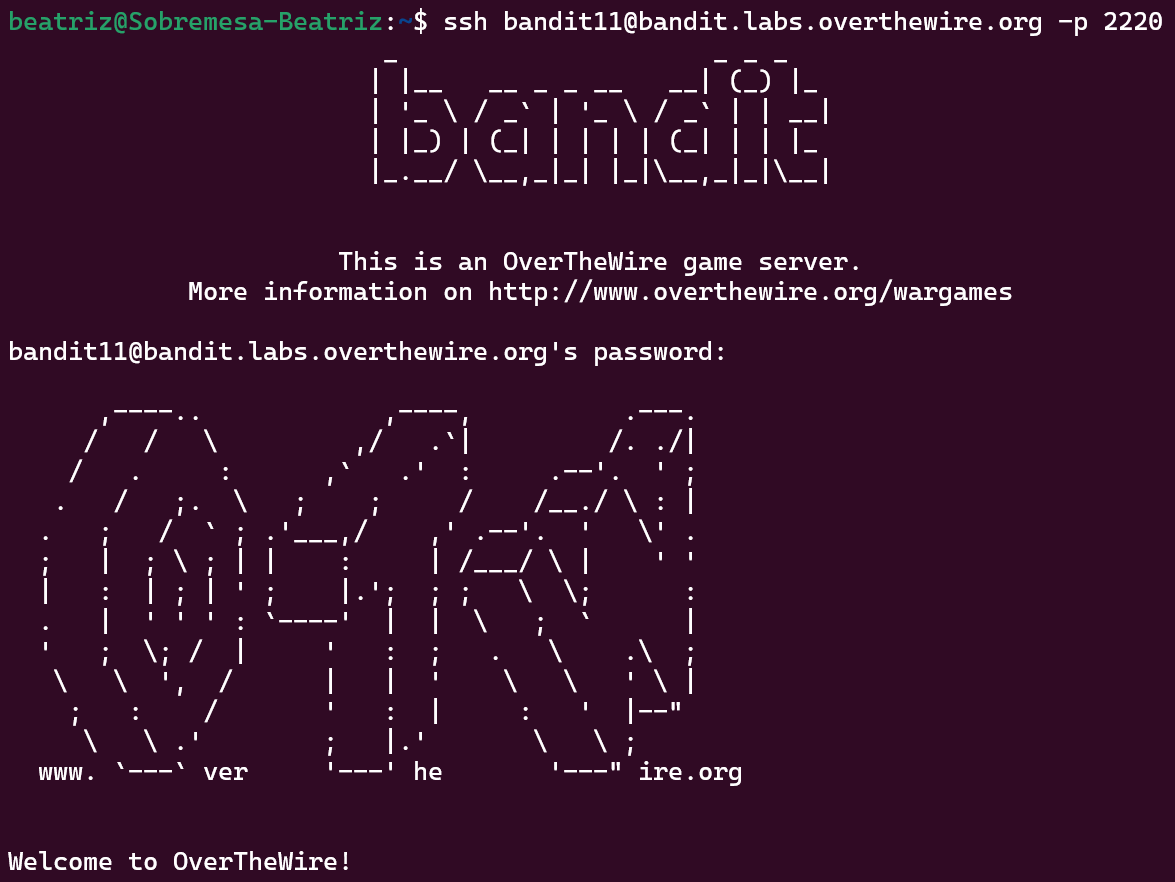 beatriz@Sobremesa-Beatriz:~$ ssh bandit11@bandit.labs.overthewire.org -p 2220
bandit
This is an OverTheWire game server.
More information on http://www.overthewire.org/wargames
bandit11@bandit.labs.overthewire.org's password:
www. ver he ire.org
Welcome to OverTheWire!